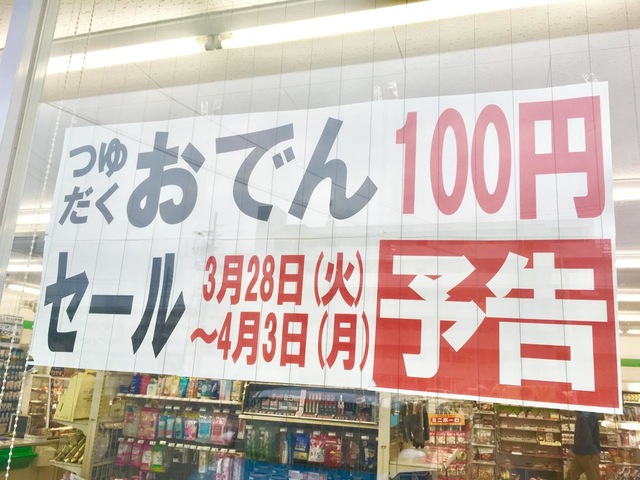 つゆだくおでん100円
セール 3月28日(火)
〜4月3日(月)
予告